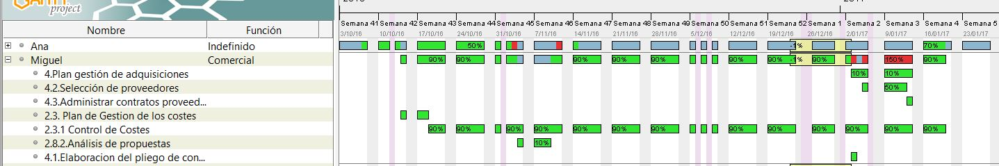 Gantt
project
Nombre Función
Ana Indefinido
Miguel Comercial
4.Plan gestión de adquisiciones
4.2.Selección de proveedores
4.3.Administrar contratos proveed...
2.3. Plan de Gestion de los costes
2.3.1 Control de Costes
2.8.2.Análisis de propuestas
4.1.Elaboracion del pliego de con...
Semana 41 Semana 42 Semana 43 Semana 44 Semana 45 Semana 46 Semana 47 Semana 48 Semana 49 Semana 50 Semana 51 Semana 52 Semana 1 Semana 2 Semana 3 Semana 4 Semana 5
3/10/16 10/10/16 17/10/16 24/10/16 31/10/16 7/11/16 14/11/16 21/11/16 28/11/16 5/12/16 12/12/16 19/12/16 26/12/16 2/01/17 9/01/17 16/01/17 23/01/17
50% -1% 70%
90% 90% 90% 90% 90% 90% 90% 90% -1% 90% 150% 90%
10% 10%
50%
90% 90% 90% 90% 90% 90% 90% 90% 90% 90% 90% 90% 90% 90%
10%